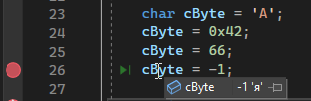 23 char cByte = 'A';
24 cByte = 0x42;
25 cByte = 66;
26 cByte = -1;
cByte -1 'я'
27